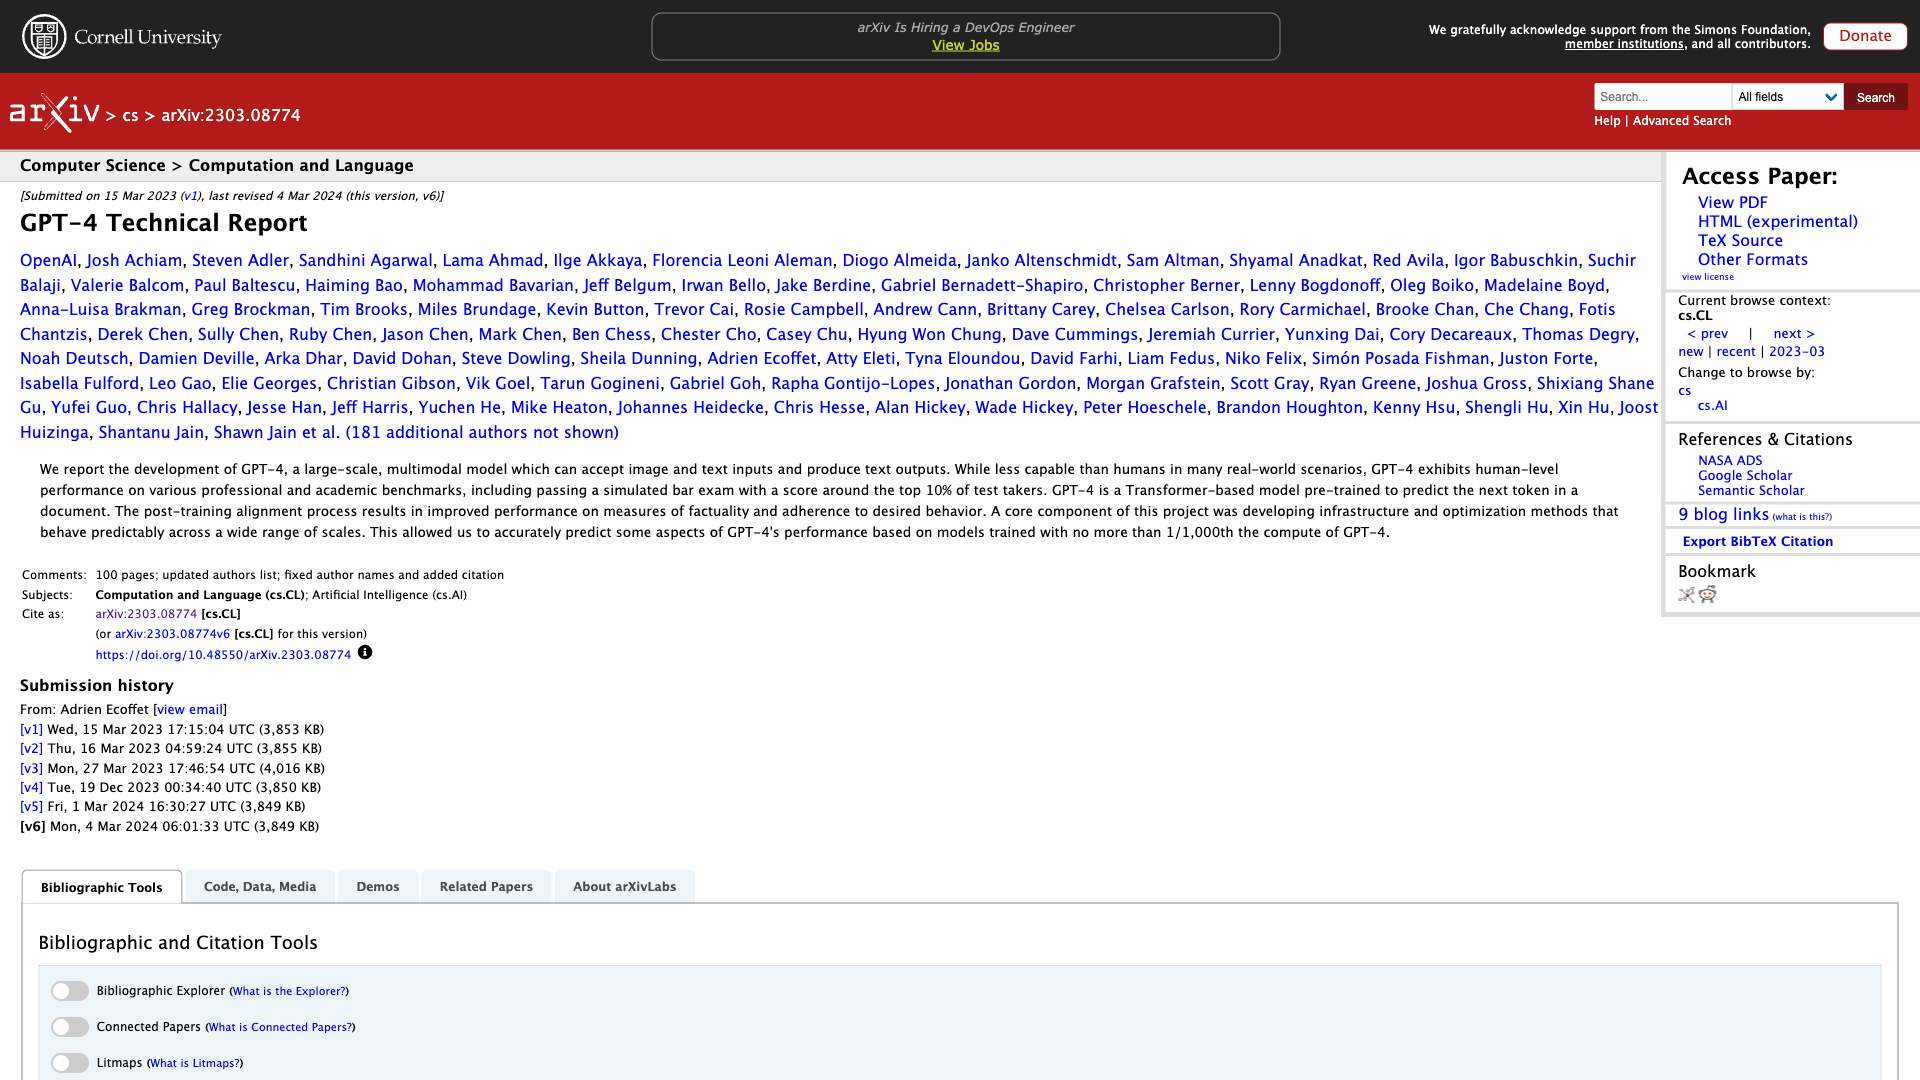 Cornell University
arXiv Is Hiring a DevOps Engineer
View Jobs
We gratefully acknowledge support from the Simons Foundation,
member institutions, and all contributors.
Donate
arXiv > cs > arXiv:2303.08774
Search...
All fields
Search
Help | Advanced Search
Computer Science > Computation and Language
[Submitted on 15 Mar 2023 (v1), last revised 4 Mar 2024 (this version, v6)]
GPT-4 Technical Report
OpenAI, Josh Achiam, Steven Adler, Sandhini Agarwal, Lama Ahmad, Ilge Akkaya, Florencia Leoni Aleman, Diogo Almeida, Janko Altenschmidt, Sam Altman, Shyamal Anadkat, Red Avila, Igor Babuschkin, Suchir
Balaji, Valerie Balcom, Paul Baltescu, Haiming Bao, Mohammad Bavarian, Jeff Belgum, Irwan Bello, Jake Berdine, Gabriel Bernadett-Shapiro, Christopher Berner, Lenny Bogdonoff, Oleg Boiko, Madelaine Boyd,
Anna-Luisa Brakman, Greg Brockman, Tim Brooks, Miles Brundage, Kevin Button, Trevor Cai, Rosie Campbell, Andrew Cann, Brittany Carey, Chelsea Carlson, Rory Carmichael, Brooke Chan, Che Chang, Fotis
Chantzis, Derek Chen, Sully Chen, Ruby Chen, Jason Chen, Mark Chen, Ben Chess, Chester Cho, Casey Chu, Hyung Won Chung, Dave Cummings, Jeremiah Currier, Yunxing Dai, Cory Decareaux, Thomas Degry,
Noah Deutsch, Damien Deville, Arka Dhar, David Dohan, Steve Dowling, Sheila Dunning, Adrien Ecoffet, Atty Eleti, Tyna Eloundou, David Farhi, Liam Fedus, Niko Felix, Simón Posada Fishman, Juston Forte,
Isabella Fulford, Leo Gao, Elie Georges, Christian Gibson, Vik Goel, Tarun Gogineni, Gabriel Goh, Rapha Gontijo-Lopes, Jonathan Gordon, Morgan Grafstein, Scott Gray, Ryan Greene, Joshua Gross, Shixiang Shane
Gu, Yufei Guo, Chris Hallacy, Jesse Han, Jeff Harris, Yuchen He, Mike Heaton, Johannes Heidecke, Chris Hesse, Alan Hickey, Wade Hickey, Peter Hoeschele, Brandon Houghton, Kenny Hsu, Shengli Hu, Xin Hu, Joost
Huizinga, Shantanu Jain, Shawn Jain et al. (181 additional authors not shown)
We report the development of GPT-4, a large-scale, multimodal model which can accept image and text inputs and produce text outputs. While less capable than humans in many real-world scenarios, GPT-4 exhibits human-level
performance on various professional and academic benchmarks, including passing a simulated bar exam with a score around the top 10% of test takers. GPT-4 is a Transformer-based model pre-trained to predict the next token in a
document. The post-training alignment process results in improved performance on measures of factuality and adherence to desired behavior. A core component of this project was developing infrastructure and optimization methods that
behave predictably across a wide range of scales. This allowed us to accurately predict some aspects of GPT-4's performance based on models trained with no more than 1/1,000th the compute of GPT-4.
Comments: 100 pages; updated authors list; fixed author names and added citation
Subjects: Computation and Language (cs.CL); Artificial Intelligence (cs.AI)
Cite as: arXiv:2303.08774 [cs.CL]
(or arXiv:2303.08774v6 [cs.CL] for this version)
https://doi.org/10.48550/arXiv.2303.08774
Submission history
From: Adrien Ecoffet [view email]
[v1] Wed, 15 Mar 2023 17:15:04 UTC (3,853 KB)
[v2] Thu, 16 Mar 2023 04:59:24 UTC (3,855 KB)
[v3] Mon, 27 Mar 2023 17:46:54 UTC (4,016 KB)
[v4] Tue, 19 Dec 2023 00:34:40 UTC (3,850 KB)
[v5] Fri, 1 Mar 2024 16:30:27 UTC (3,849 KB)
[v6] Mon, 4 Mar 2024 06:01:33 UTC (3,849 KB)
Access Paper:
View PDF
HTML (experimental)
TeX Source
Other Formats
view license
Current browse context:
cs.CL
< prev | next >
new | recent | 2023-03
Change to browse by:
cs
cs.AI
References & Citations
NASA ADS
Google Scholar
Semantic Scholar
9 blog links (what is this?)
Export BibTeX Citation
Bookmark
Bibliographic Tools
Code, Data, Media
Demos
Related Papers
About arXivLabs
Bibliographic and Citation Tools
Bibliographic Explorer (What is the Explorer?)
Connected Papers (What is Connected Papers?)
Litmaps (What is Litmaps?)